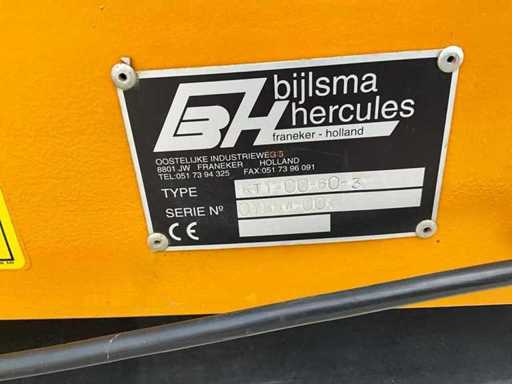 BH bijlsma
hercules
franeker - holland
OOSTELIJKE INDUSTRIEWEG
8801 JW FRANEKER HOLLAND
TEL:051 73 94 325 FAX:051 73 96 091
TYPE
SERIE Nº
CE